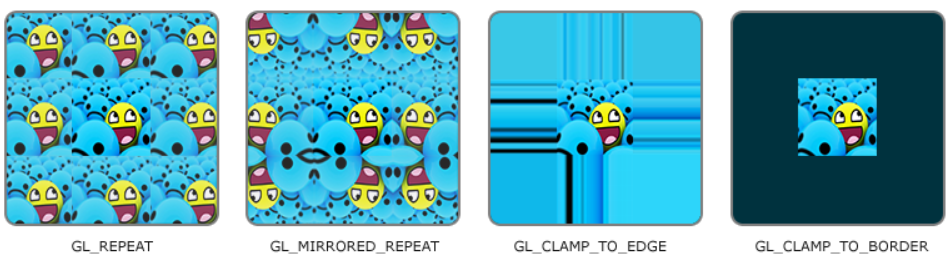 GL_REPEAT
GL_MIRRORED_REPEAT
GL_CLAMP_TO_EDGE
GL_CLAMP_TO_BORDER